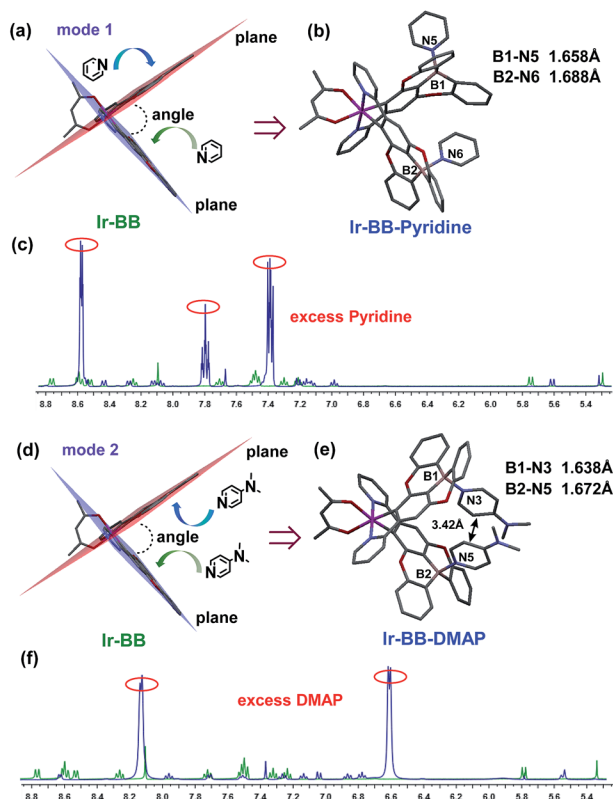 (a)
mode 1
plane
N
angle
N
plane
Ir-BB
(b)
N5
B1
B1-N5 1.658Å
B2-N6 1.688Å
N6
B2
Ir-BB-Pyridine
(c)
excess Pyridine
8.8 8.6 8.4 8.2 8.0 7.8 7.6 7.4 7.2 7.0 6.8 6.6 6.4 6.2 6.0 5.8 5.6 5.4
(d)
mode 2
plane
N
N
angle
N
N
plane
Ir-BB
(e)
B1
B1-N3 1.638Å
B2-N5 1.672Å
N3
3.42Å
N5
B2
Ir-BB-DMAP
(f)
excess DMAP
8.8 8.6 8.4 8.2 8.0 7.8 7.6 7.4 7.2 7.0 6.8 6.6 6.4 6.2 6.0 5.8 5.6 5.4